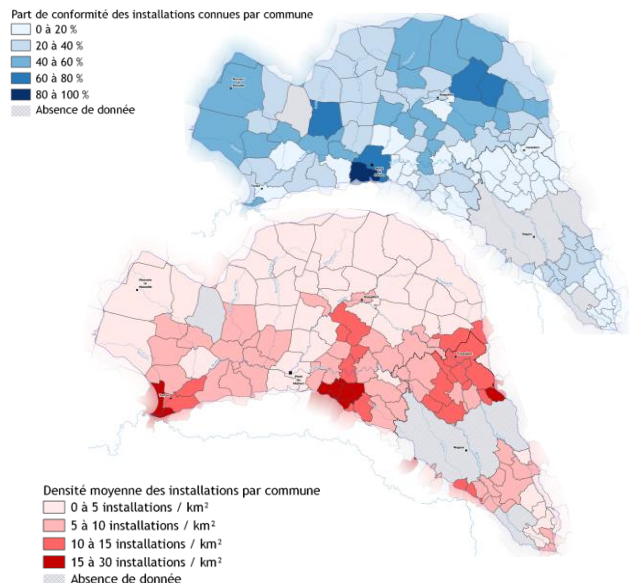 Part de conformité des installations connues par commune
0 à 20 %
20 à 40 %
40 à 60 %
60 à 80 %
80 à 100 %
Absence de donnée
Densité moyenne des installations par commune
0 à 5 installations / km²
5 à 10 installations / km²
10 à 15 installations / km²
15 à 30 installations / km²
Absence de donnée